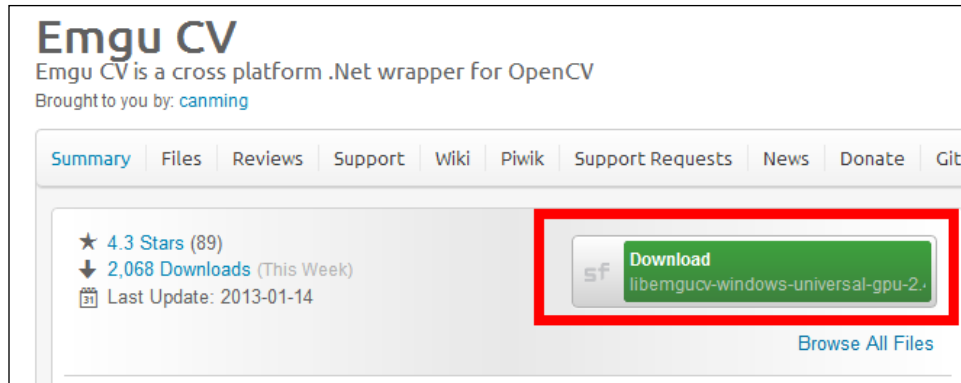 Emgu CV
Emgu CV is a cross platform .Net wrapper for OpenCV
Brought to you by: canming
Summary Files Reviews Support Wiki Piwik Support Requests News Donate Git
4.3 Stars (89)
2,068 Downloads (This Week)
31 Last Update: 2013-01-14
sf Download
libemgucv-windows-universal-gpu-2.
Browse All Files